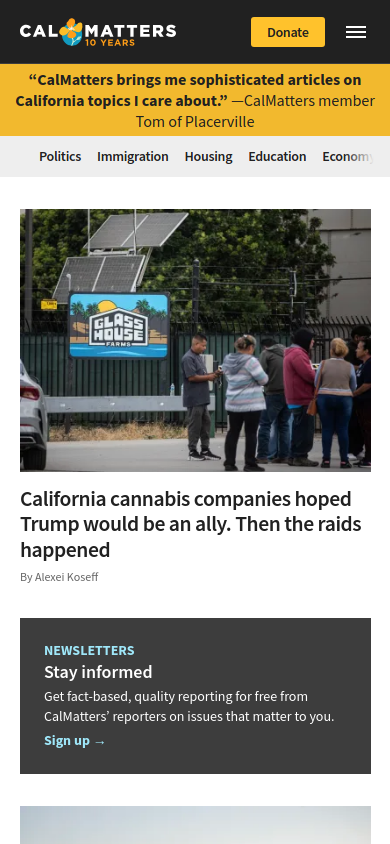 CALMATTERS
10 YEARS
Donate
“CalMatters brings me sophisticated articles on
California topics I care about.” —CalMatters member
Tom of Placerville
Politics Immigration Housing Education Economy
GLASS
HOUSE
FARMS
California cannabis companies hoped
Trump would be an ally. Then the raids
happened
By Alexei Koseff
NEWSLETTERS
Stay informed
Get fact-based, quality reporting for free from
CalMatters’ reporters on issues that matter to you.
Sign up →